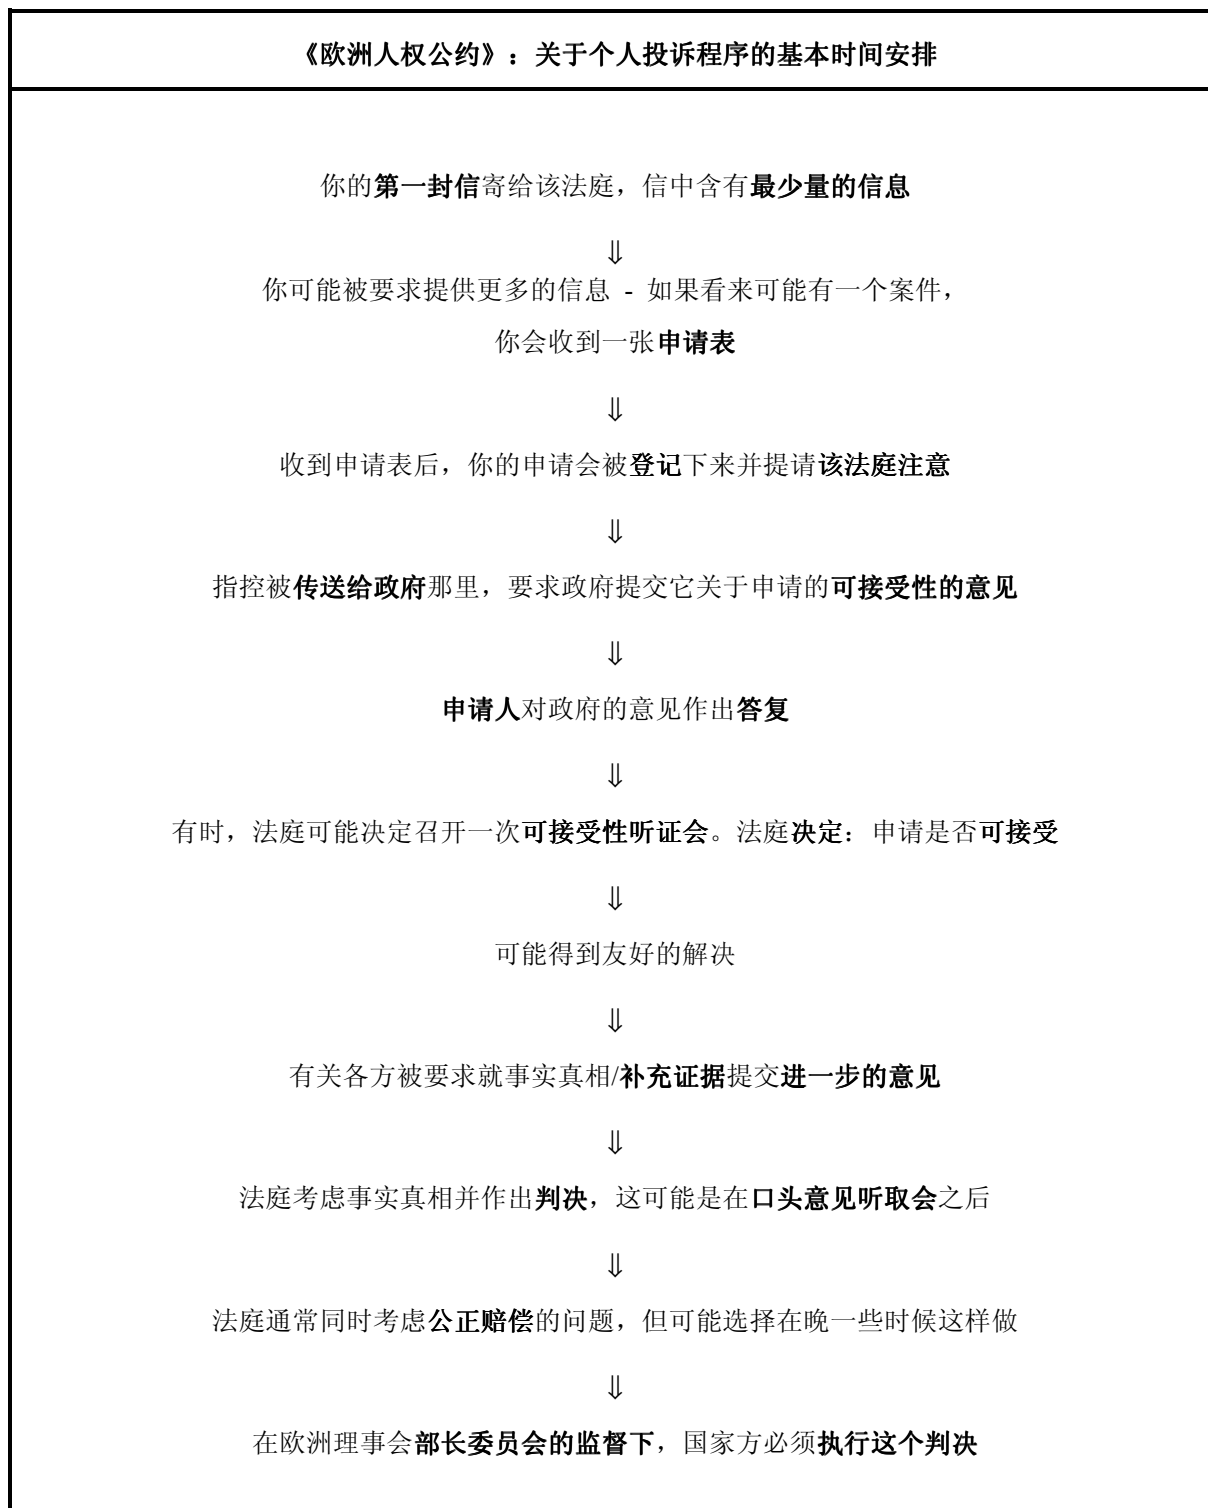 《欧洲人权公约》：关于个人投诉程序的基本时间安排
你的第一封信寄给该法庭，信中含有最少量的信息
⇓
你可能被要求提供更多的信息 - 如果看来可能有一个案件，
你会收到一张申请表
⇓
收到申请表后，你的申请会被登记下来并提请该法庭注意
⇓
指控被传送给政府那里，要求政府提交它关于申请的可接受性的意见
⇓
申请人对政府的意见作出答复
⇓
有时，法庭可能决定召开一次可接受性听证会。法庭决定：申请是否可接受
⇓
可能得到友好的解决
⇓
有关各方被要求就事实真相/补充证据提交进一步的意见
⇓
法庭考虑事实真相并作出判决，这可能是在口头意见听取会之后
⇓
法庭通常同时考虑公正赔偿的问题，但可能选择在晚一些时候这样做
⇓
在欧洲理事会部长委员会的监督下，国家方必须执行这个判决